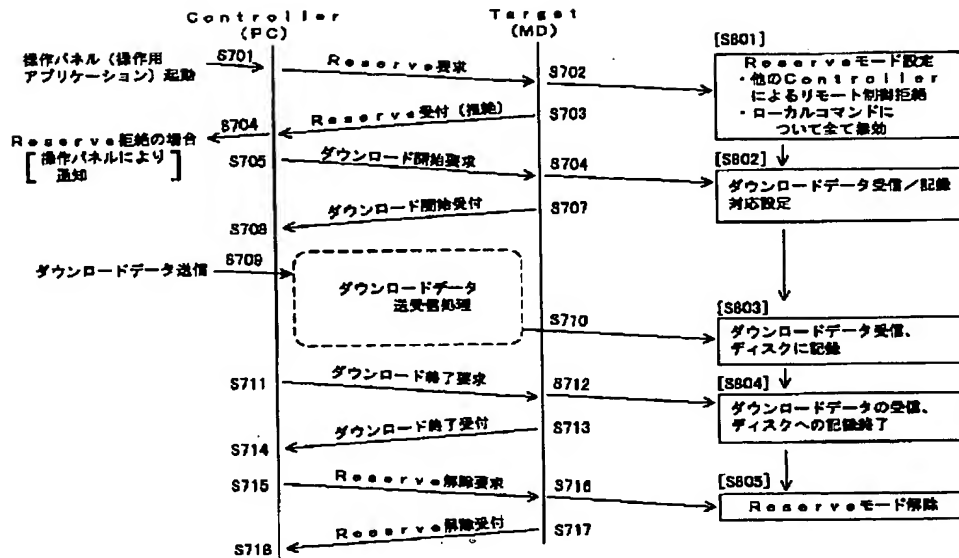 Controller
(PC)
Target
(MD)
操作パネル（操作用
アプリケーション）起動
S701
Reserve要求
S702
[S801]
Reserveモード設定
・他のController
によるリモート制御拒絶
・ローカルコマンドに
ついて全て無効
Reserve受付（拒絶）
S703
S704
Reserve拒絶の場合
操作パネルにより
通知
S705
ダウンロード開始要求
S704
[S802]
ダウンロードデータ受信／記録
対応設定
ダウンロード開始受付
S707
S708
S709
ダウンロードデータ送信
ダウンロードデータ
送受信処理
S770
[S803]
ダウンロードデータ受信、
ディスクに記録
S711
ダウンロード終了要求
S712
[S804]
ダウンロードデータの受信、
ディスクへの記録終了
ダウンロード終了受付
S713
S714
S715
Reserve解除要求
S716
[S805]
Reserveモード解除
Reserve解除受付
S717
S718